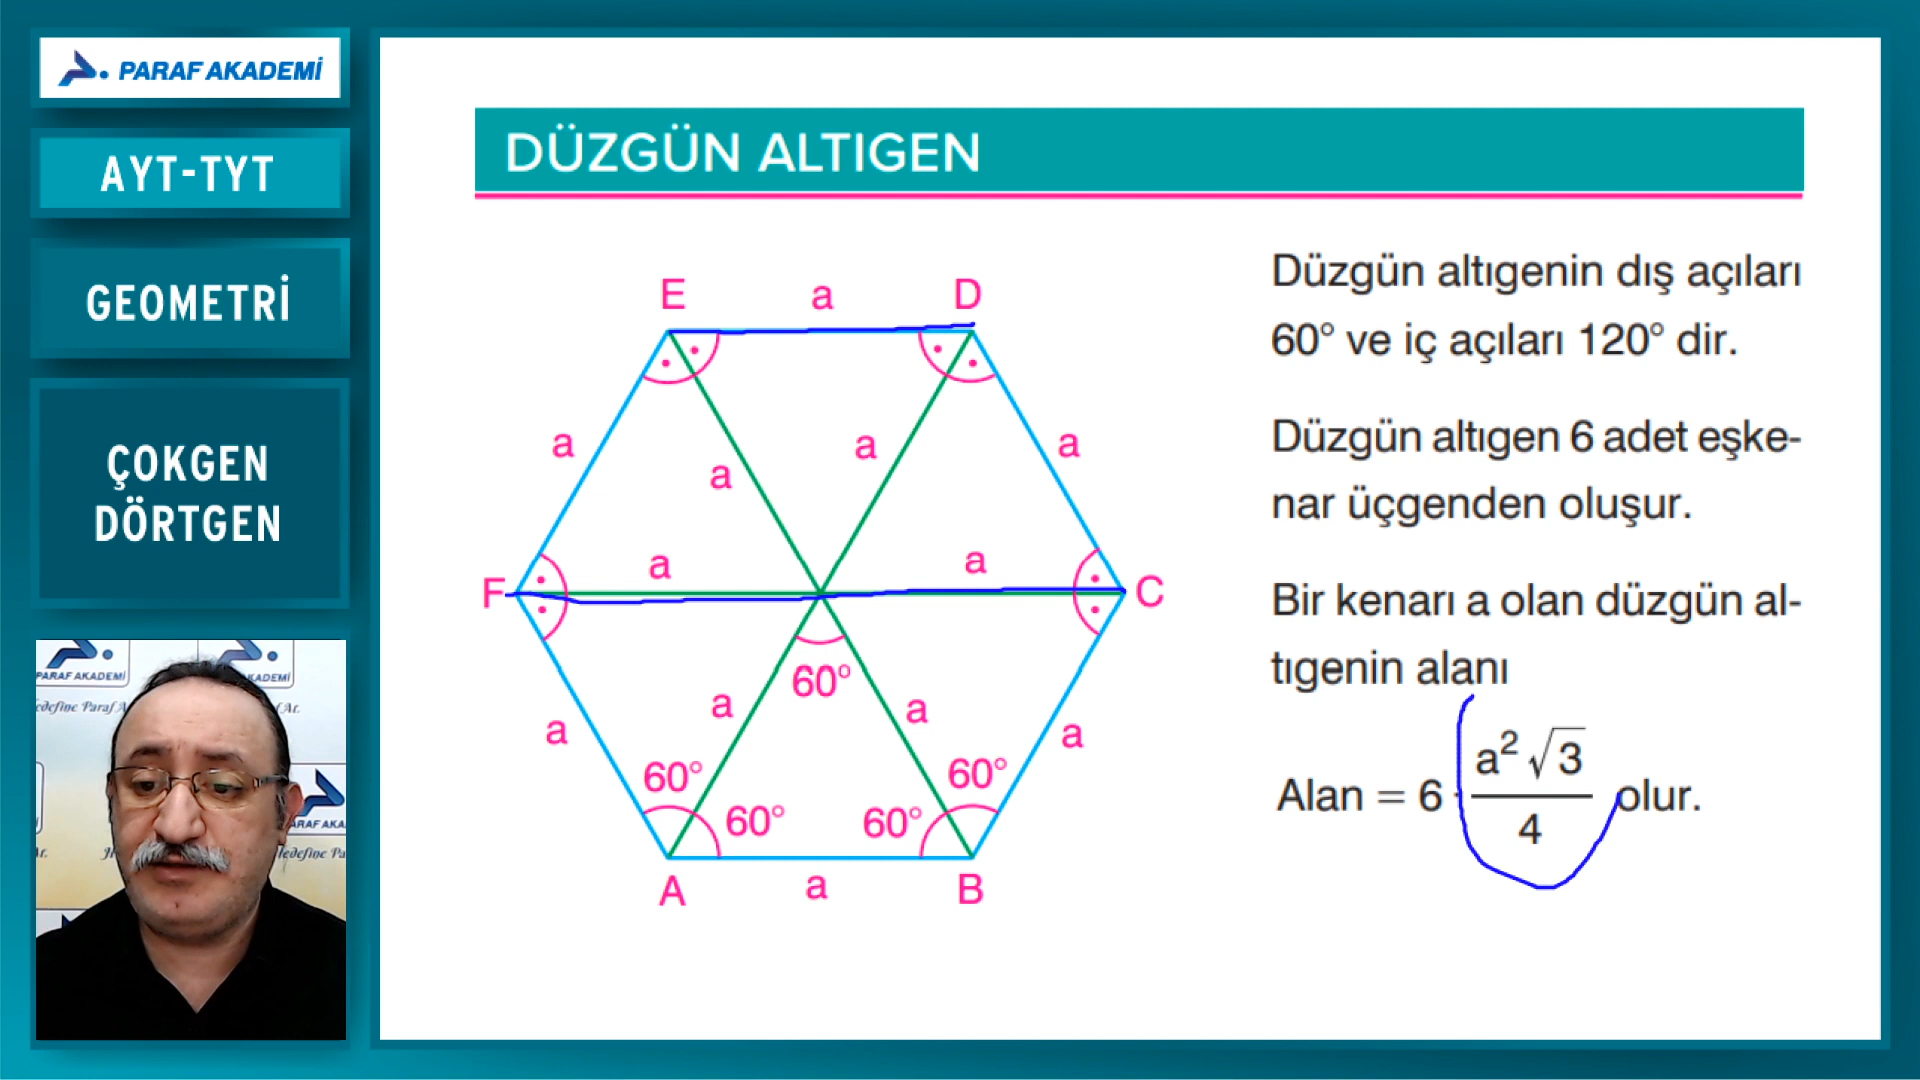 PARAF AKADEMİ
AYT-TYT
GEOMETRİ
ÇOKGEN
DÖRTGEN
PARAF AKADEMİ
DÜZGÜN ALTIGEN
E a D
a a a a
F a a C
60°
a a a a
60° 60° 60° 60°
A a B
Düzgün altıgenin dış açıları
60° ve iç açıları 120° dir.
Düzgün altıgen 6 adet eşke-
nar üçgenden oluşur.
Bir kenarı a olan düzgün al-
tıgenin alanı
Alan = 6 · a² √3 / 4 olur.